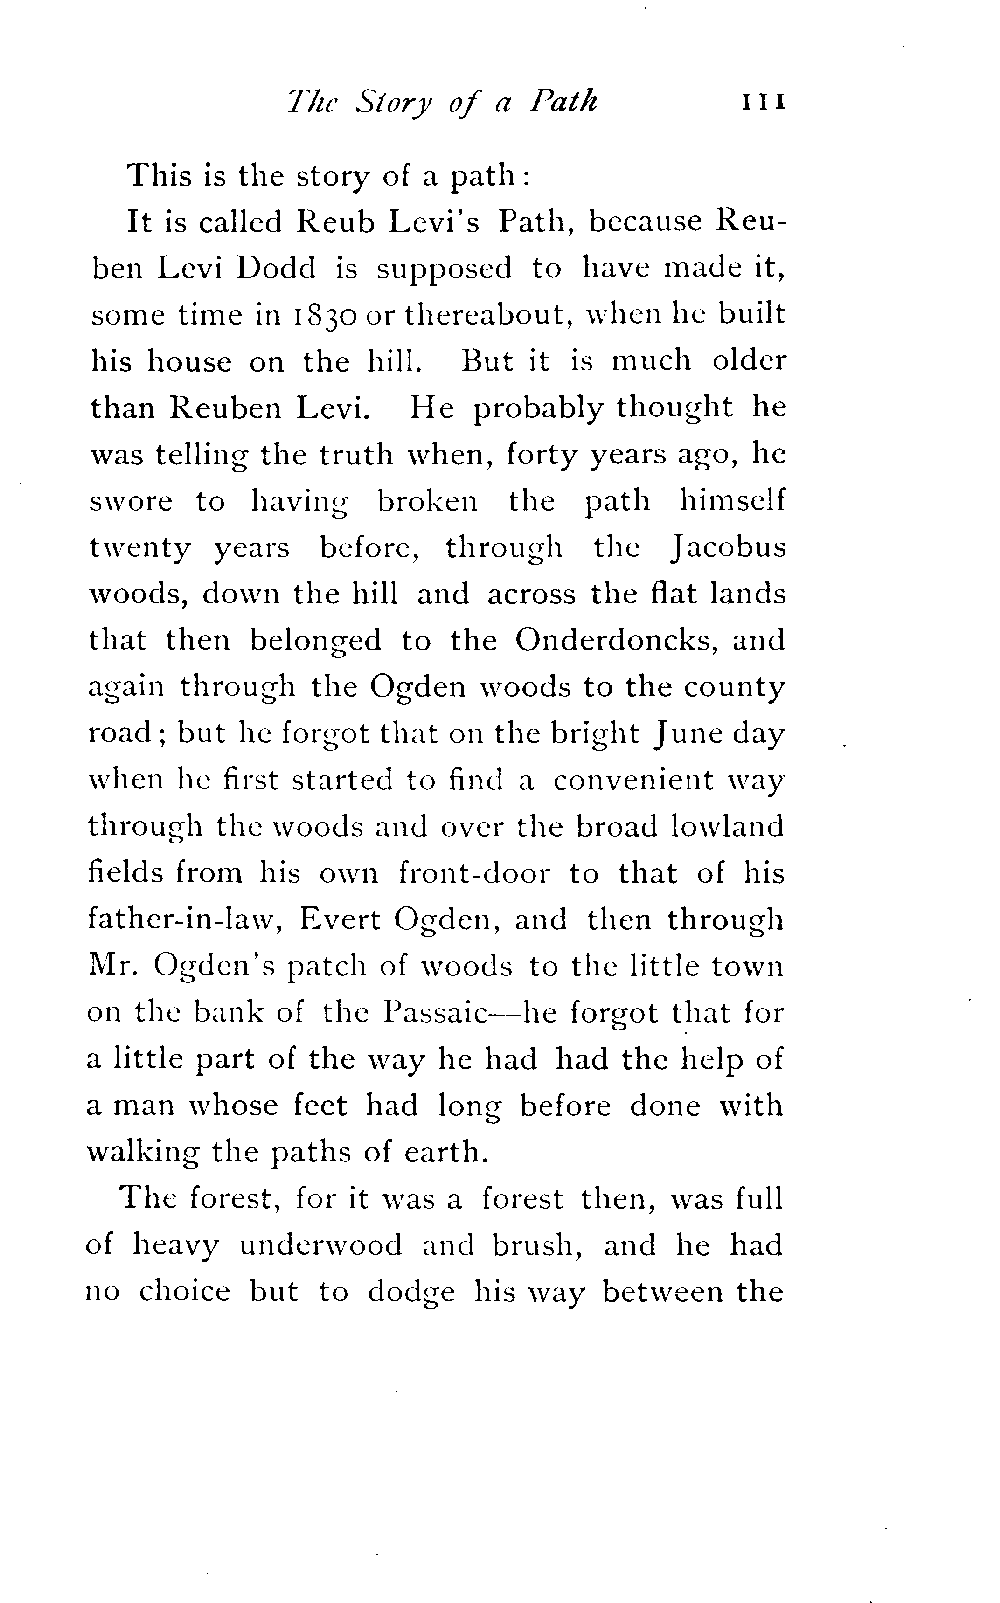 The Story of a Path 111
This is the story of a path:
It is called Reub Levi's Path, because Reu-
ben Levi Dodd is supposed to have made it,
some time in 1830 or thereabout, when he built
his house on the hill. But it is much older
than Reuben Levi. He probably thought he
was telling the truth when, forty years ago, he
swore to having broken the path himself
twenty years before, through the Jacobus
woods, down the hill and across the flat lands
that then belonged to the Onderdoncks, and
again through the Ogden woods to the county
road; but he forgot that on the bright June day
when he first started to find a convenient way
through the woods and over the broad lowland
fields from his own front-door to that of his
father-in-law, Evert Ogden, and then through
Mr. Ogden's patch of woods to the little town
on the bank of the Passaic—he forgot that for
a little part of the way he had had the help of
a man whose feet had long before done with
walking the paths of earth.
The forest, for it was a forest then, was full
of heavy underwood and brush, and he had
no choice but to dodge his way between the